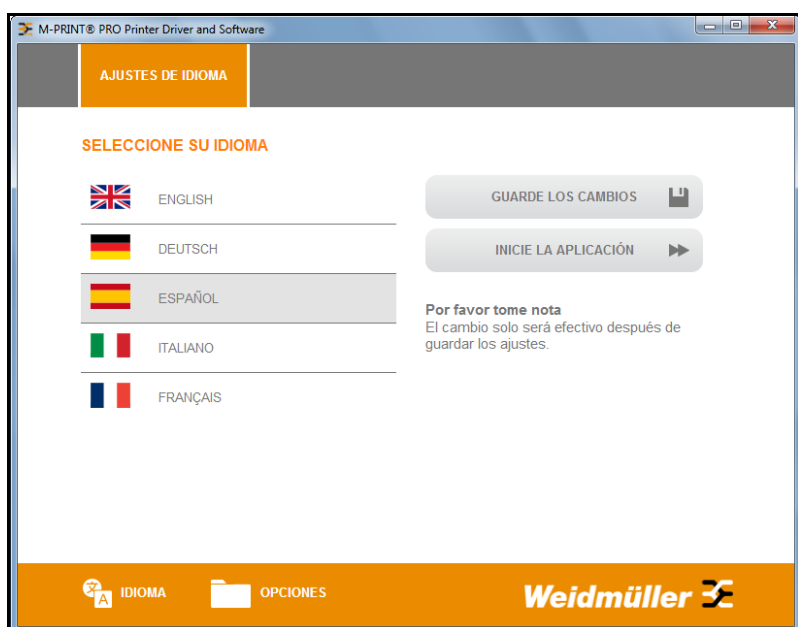 M-PRINT® PRO Printer Driver and Software
AJUSTES DE IDIOMA
SELECCIONE SU IDIOMA
ENGLISH
DEUTSCH
ESPAÑOL
ITALIANO
FRANÇAIS
GUARDE LOS CAMBIOS
INICIE LA APLICACIÓN
Por favor tome nota
El cambio solo será efectivo después de
guardar los ajustes.
IDIOMA
OPCIONES
Weidmüller